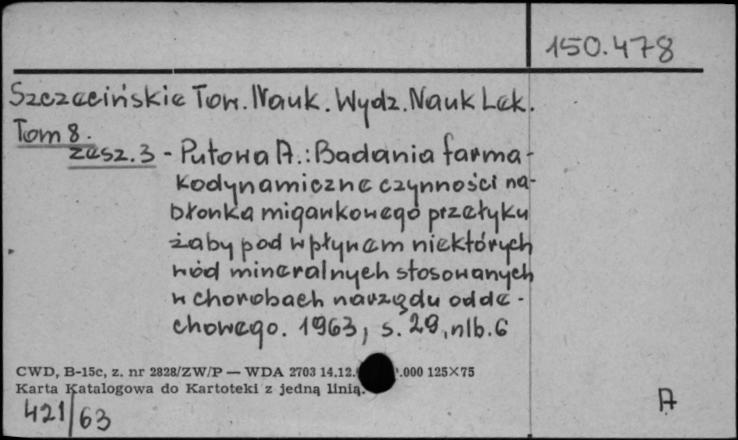 150.478
Szczecińskie Tow. Nauk. Wydz. Nauk Lek.
Tom 8.
zesz. 3 - Putowa A.: Badania farma-
kodynamiczne czynności na-
błonka migawkowego przełyku
żaby pod wpływem niektórych
wód mineralnych stosowanych
w chorobach narządu odde-
chowego. 1963, s. 29, nlb. 6
CWD, B-15c, z. nr 2828/ZW/P — WDA 2703 14.12. .000 125×75
Karta Katalogowa do Kartoteki z jedną linią.
421/63
A